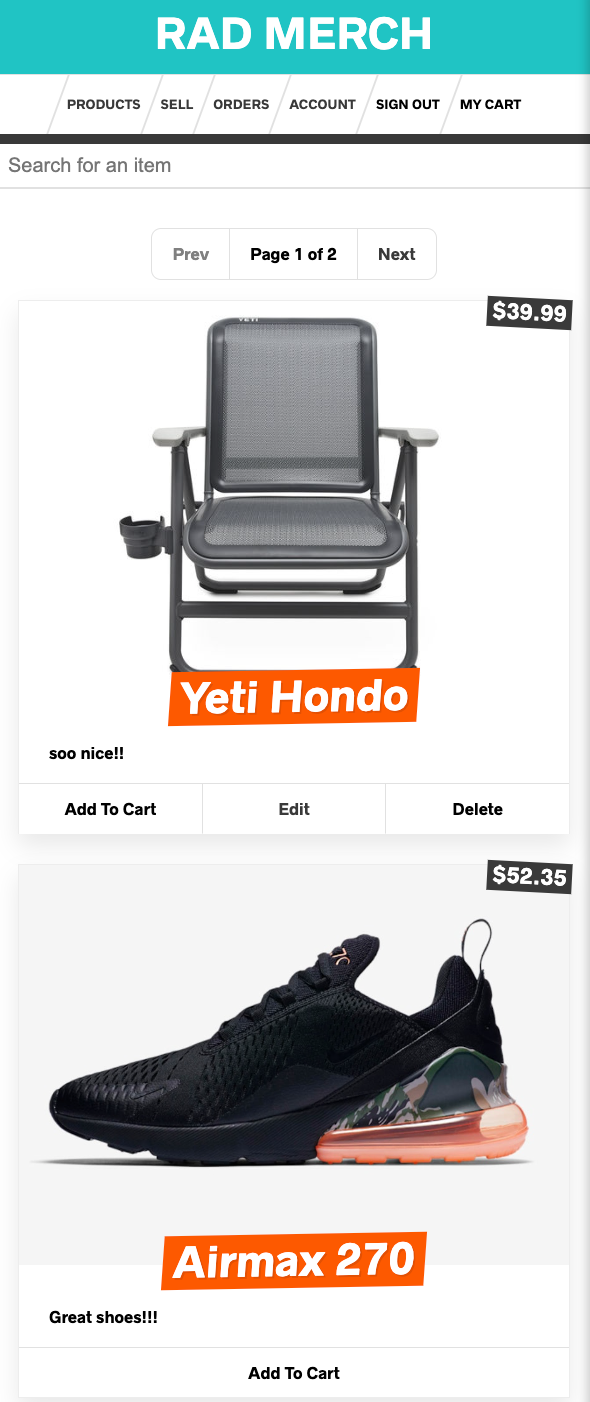 RAD MERCH
PRODUCTS SELL ORDERS ACCOUNT SIGN OUT MY CART
Search for an item
Prev Page 1 of 2 Next
$39.99
YETI
Yeti Hondo
soo nice!!
Add To Cart Edit Delete
$52.35
Airmax 270
Great shoes!!!
Add To Cart